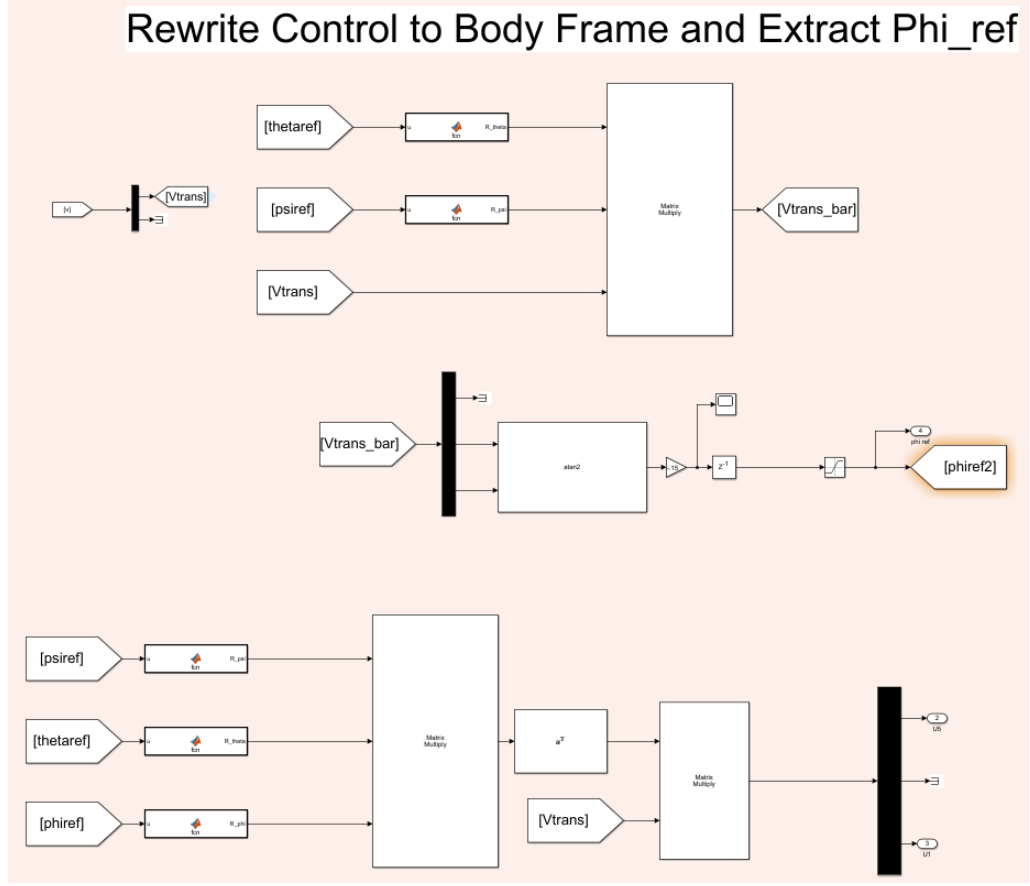 Rewrite Control to Body Frame and Extract Phi_ref
[thetaref]
u
fcn
R_theta
[v]
[Vtrans]
[psiref]
u
fcn
R_psi
Matrix
Multiply
[Vtrans_bar]
[Vtrans]
[Vtrans_bar]
atan2
.15
Z-1
4
phi ref
[phiref2]
[psiref]
u
fcn
R_psi
[thetaref]
u
fcn
R_theta
Matrix
Multiply
uT
[phiref]
u
fcn
R_phi
[Vtrans]
Matrix
Multiply
2
U5
3
U1